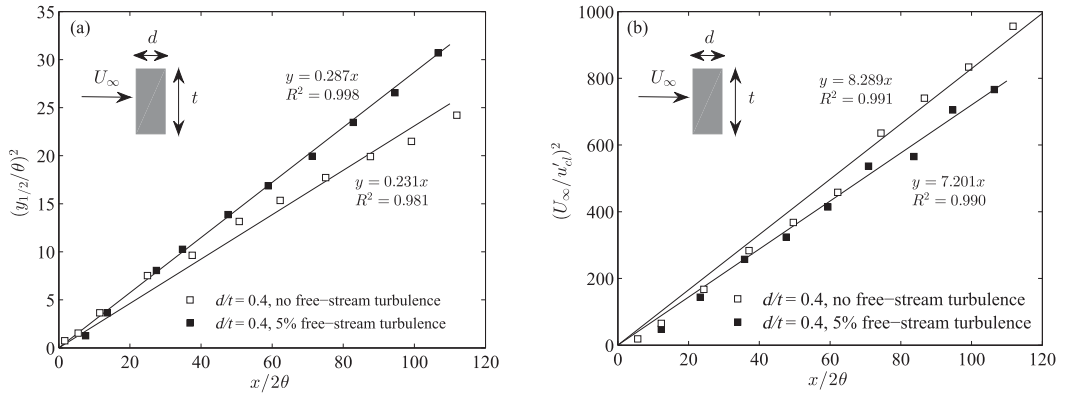 (a)
d
U∞
t
y = 0.287x
R² = 0.998
y = 0.231x
R² = 0.981
d/t = 0.4, no free−stream turbulence
d/t = 0.4, 5% free−stream turbulence
35
30
25
20
15
10
5
0
(y1/2/θ)²
0 20 40 60 80 100 120
x/2θ
(b)
d
U∞
t
y = 8.289x
R² = 0.991
y = 7.201x
R² = 0.990
d/t = 0.4, no free−stream turbulence
d/t = 0.4, 5% free−stream turbulence
1000
800
600
400
200
0
(U∞/u′cl)²
0 20 40 60 80 100 120
x/2θ